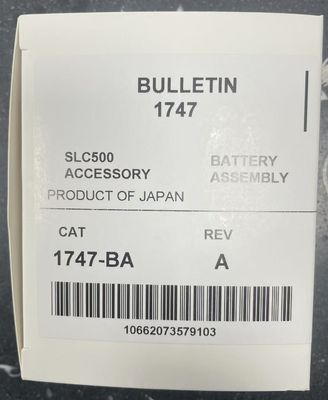 BULLETIN
1747
SLC500 BATTERY
ACCESSORY ASSEMBLY
PRODUCT OF JAPAN
CAT REV
1747-BA A
10662073579103